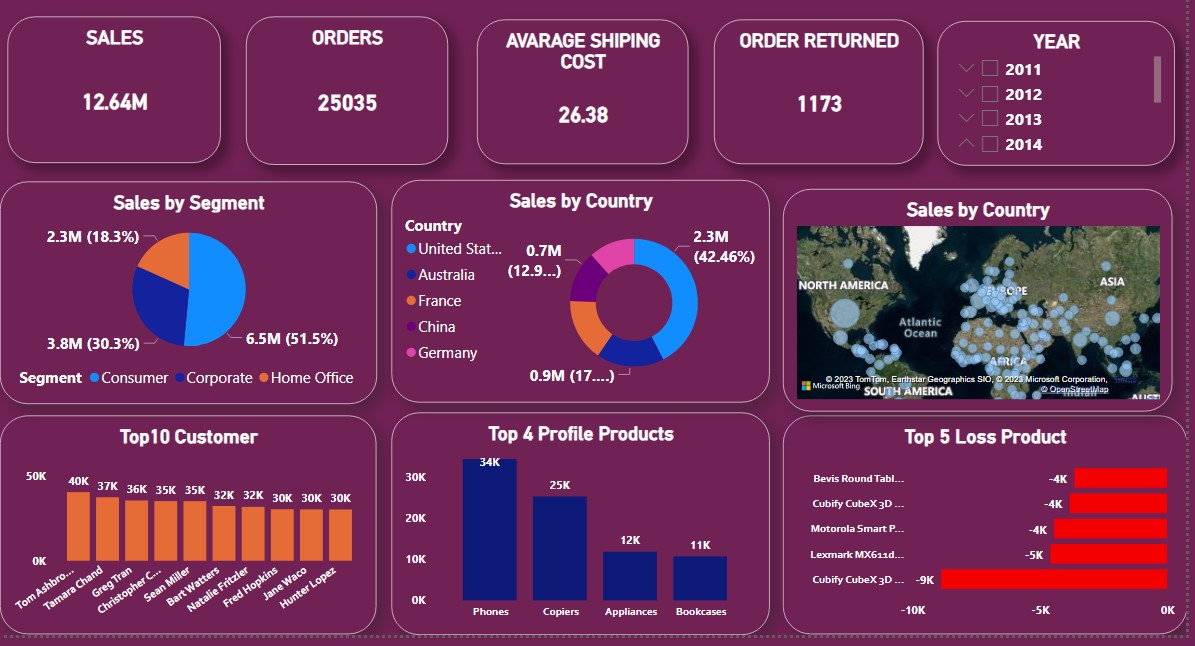 SALES
12.64M
ORDERS
25035
AVARAGE SHIPING
COST
26.38
ORDER RETURNED
1173
YEAR
2011
2012
2013
2014
Sales by Segment
2.3M (18.3%)
3.8M (30.3%)
6.5M (51.5%)
Segment Consumer Corporate Home Office
Sales by Country
Country
United Stat...
Australia
France
China
Germany
0.7M
(12.9...)
2.3M
(42.46%)
0.9M (17....)
Sales by Country
NORTH AMERICA
EUROPE
ASIA
Atlantic
Ocean
AFRICA
© 2023 TomTom, Earthstar Geographics SIO, © 2023 Microsoft Corporation,
Microsoft Bing
SOUTH AMERICA
Indian
© OpenStreetMap
AUST
Top10 Customer
50K
0K
40K
37K
36K
35K
35K
32K
32K
30K
30K
30K
Tom Ashbro...
Tamara Chand
Greg Tran
Christopher C...
Sean Miller
Bart Watters
Natalie Fritzler
Fred Hopkins
Jane Waco
Hunter Lopez
Top 4 Profile Products
30K
20K
10K
0K
34K
25K
12K
11K
Phones
Copiers
Appliances
Bookcases
Top 5 Loss Product
Bevis Round Tabl... -4K
Cubify CubeX 3D ... -4K
Motorola Smart P... -4K
Lexmark MX611d... -5K
Cubify CubeX 3D ... -9K
-10K -5K 0K